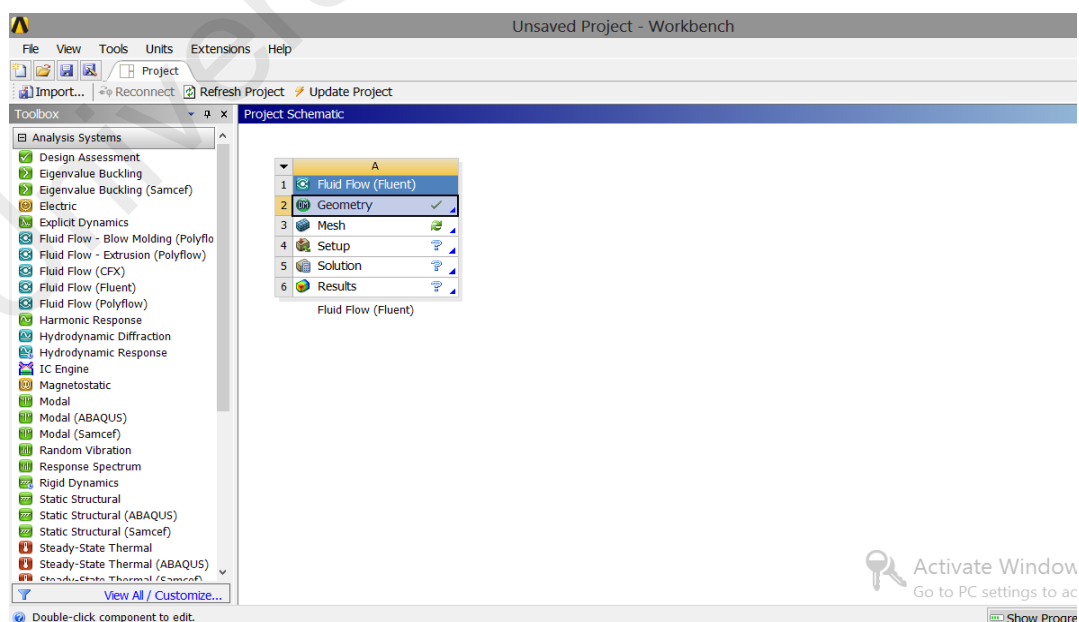 Unsaved Project - Workbench
File View Tools Units Extensions Help
Project
Import... Reconnect Refresh Project Update Project
Toolbox
Project Schematic
Analysis Systems
Design Assessment
Eigenvalue Buckling
Eigenvalue Buckling (Samcef)
Electric
Explicit Dynamics
Fluid Flow - Blow Molding (Polyflo
Fluid Flow - Extrusion (Polyflow)
Fluid Flow (CFX)
Fluid Flow (Fluent)
Fluid Flow (Polyflow)
Harmonic Response
Hydrodynamic Diffraction
Hydrodynamic Response
IC Engine
Magnetostatic
Modal
Modal (ABAQUS)
Modal (Samcef)
Random Vibration
Response Spectrum
Rigid Dynamics
Static Structural
Static Structural (ABAQUS)
Static Structural (Samcef)
Steady-State Thermal
Steady-State Thermal (ABAQUS)
Steady-State Thermal (Samcef)
View All / Customize...
A
1 Fluid Flow (Fluent)
2 Geometry
3 Mesh
4 Setup
5 Solution
6 Results
Fluid Flow (Fluent)
Activate Window
Go to PC settings to ac
Double-click component to edit.
Show Progre